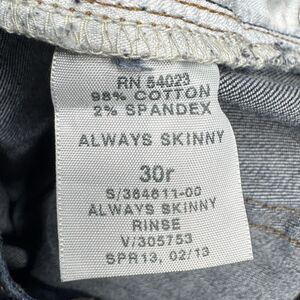 RN 54023
98% COTTON
2% SPANDEX
ALWAYS SKINNY
30r
S/364611-00
ALWAYS SKINNY
RINSE
V/305753
SPR13, 02/13